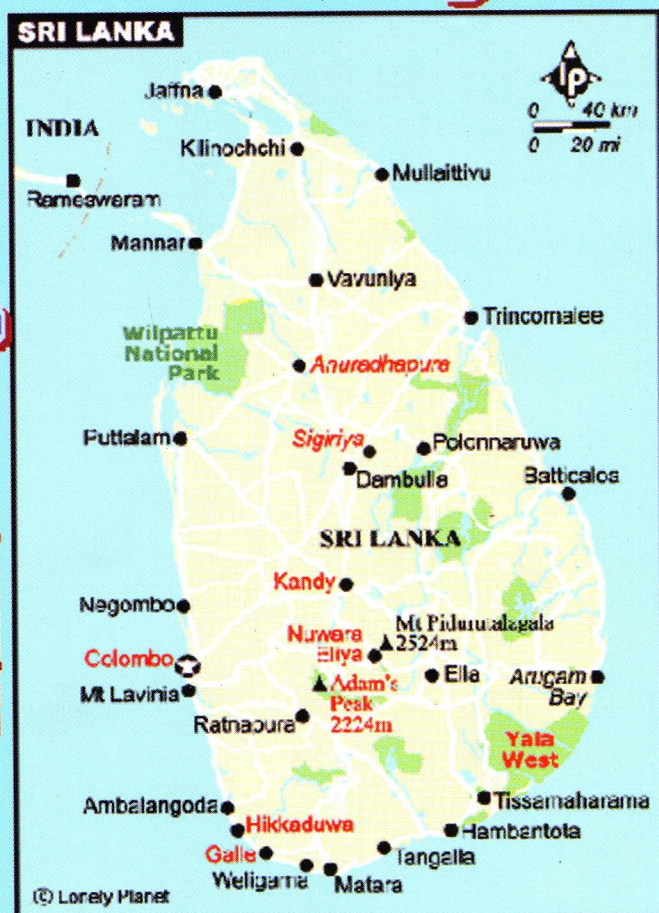 SRI LANKA
Jaffna
INDIA
0 40 km
0 20 mi
Kilinochchi
Mullaittivu
Rameswaram
Mannar
Vavuniya
Trincomalee
Wilpattu
National
Park
Anuradhapura
Puttalam
Sigiriya
Polonnaruwa
Dambulla
Batticaloa
SRI LANKA
Kandy
Negombo
Mt Pidurutalagala
2524m
Nuwara
Eliya
Colombo
Ella
Arugam
Bay
Mt Lavinia
Adam's
Peak
2224m
Ratnapura
Yala
West
Ambalangoda
Tissamaharama
Hikkaduwa
Hambantota
Galle
Tangalla
Weligama
Matara
© Lonely Planet
lp